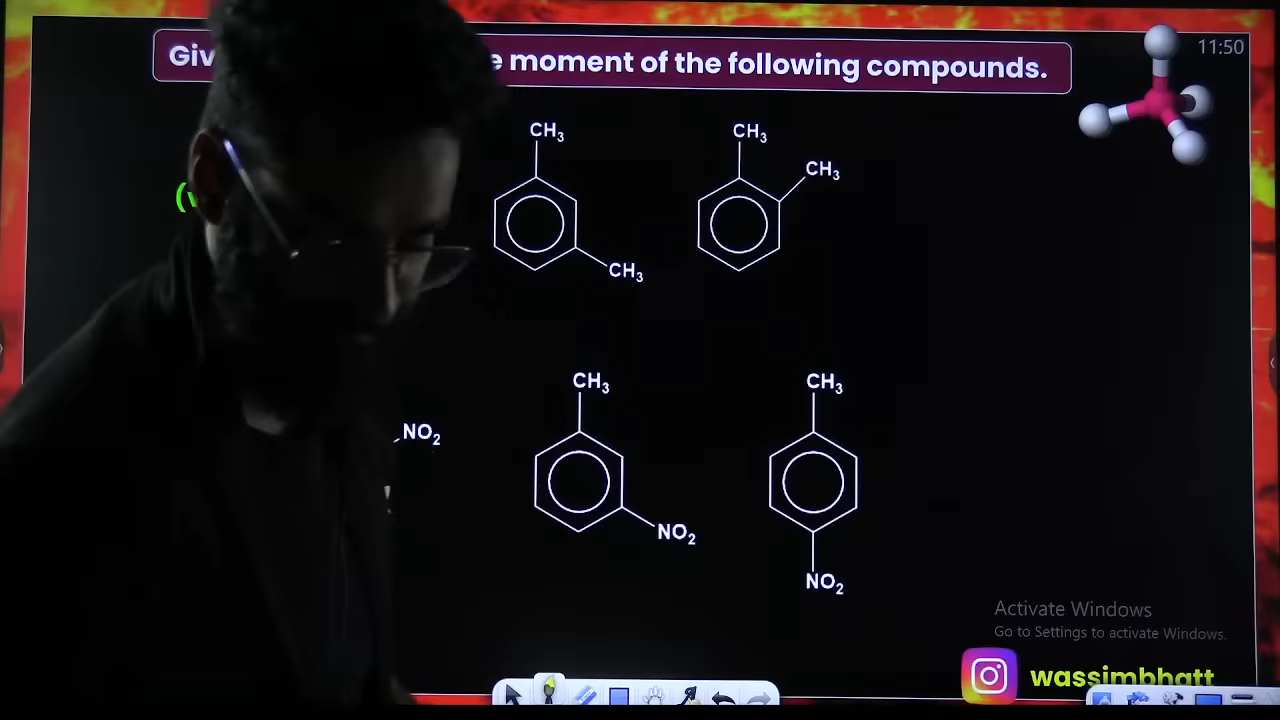 Giv e moment of the following compounds.
11:50
CH₃ CH₃
CH₃
CH₃
CH₃ CH₃
NO₂
NO₂
NO₂
Activate Windows
Go to Settings to activate Windows.
wassimbhatt